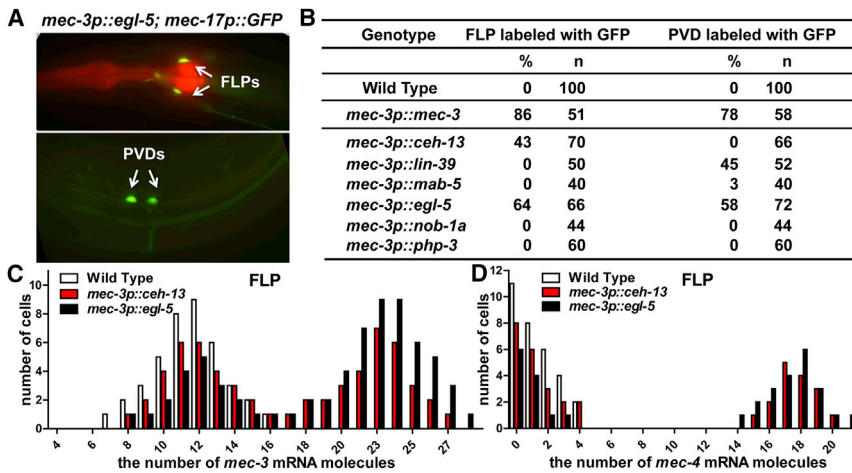 A
mec-3p::egl-5; mec-17p::GFP
FLPs
PVDs
B
Genotype FLP labeled with GFP PVD labeled with GFP
% n % n
Wild Type 0 100 0 100
mec-3p::mec-3 86 51 78 58
mec-3p::ceh-13 43 70 0 66
mec-3p::lin-39 0 50 45 52
mec-3p::mab-5 0 40 3 40
mec-3p::egl-5 64 66 58 72
mec-3p::nob-1a 0 44 0 44
mec-3p::php-3 0 60 0 60
C
FLP
Wild Type
mec-3p::ceh-13
mec-3p::egl-5
number of cells
10
8
6
4
2
0
4 6 8 10 12 14 16 18 20 23 25 27
the number of mec-3 mRNA molecules
D
FLP
Wild Type
mec-3p::ceh-13
mec-3p::egl-5
number of cells
12
10
8
6
4
2
0
0 2 4 6 8 10 12 14 16 18 20
the number of mec-4 mRNA molecules